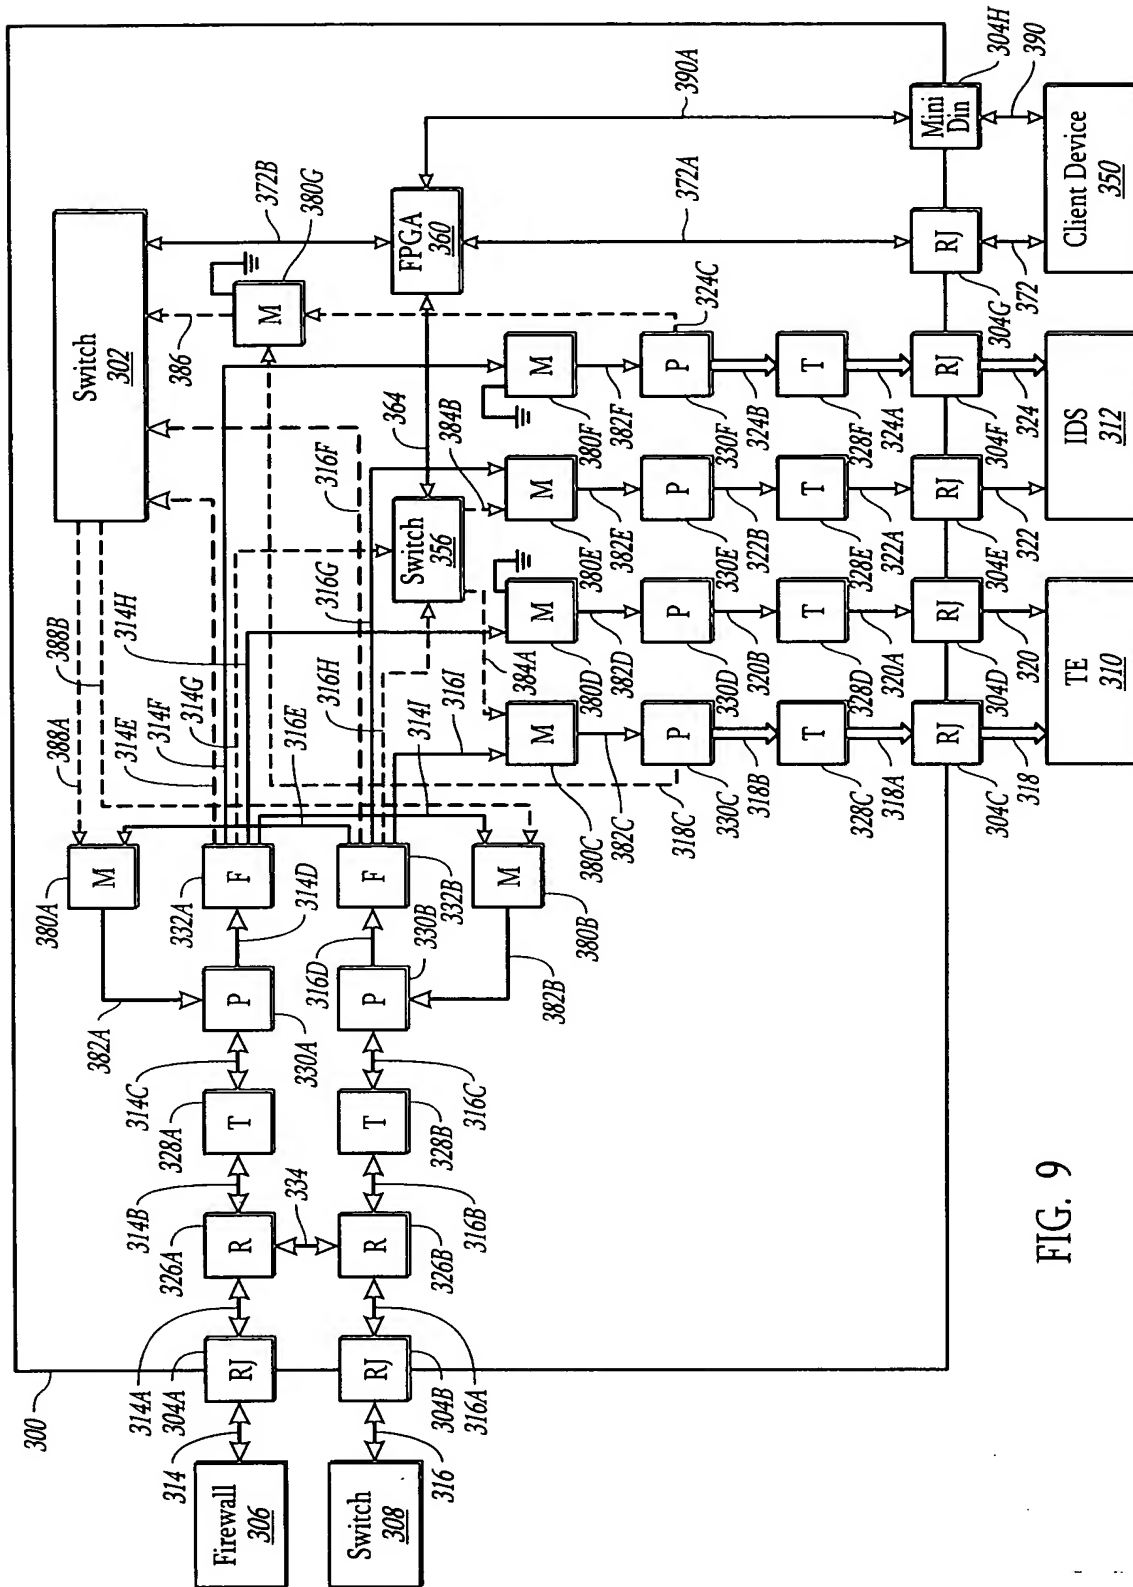 300
Firewall
306
314
304A
314A
RJ
326A
R
314B
328A
T
314C
330A
P
382A
380A
M
332A
F
314D
334
Switch
308
316
304B
316A
RJ
326B
R
316B
328B
T
316C
330B
P
316D
332B
F
382B
380B
M
388A
388B
314E
314F
314G
314H
316E
314I
316H
316I
316G
316F
Switch
302
386
M
380G
372B
FPGA
360
364
Switch
356
384A
384B
390A
372A
M
380C
382C
M
380D
382D
M
380E
382E
M
380F
382F
318C
P
330C
318B
P
330D
320B
P
330E
322B
P
330F
324B
324C
T
328C
318A
T
328D
320A
T
328E
322A
T
328F
324A
RJ
304C
318
RJ
304D
320
RJ
304E
322
RJ
304F
324
RJ
304G
372
Mini
Din
304H
390
TE
310
IDS
312
Client Device
350
FIG. 9